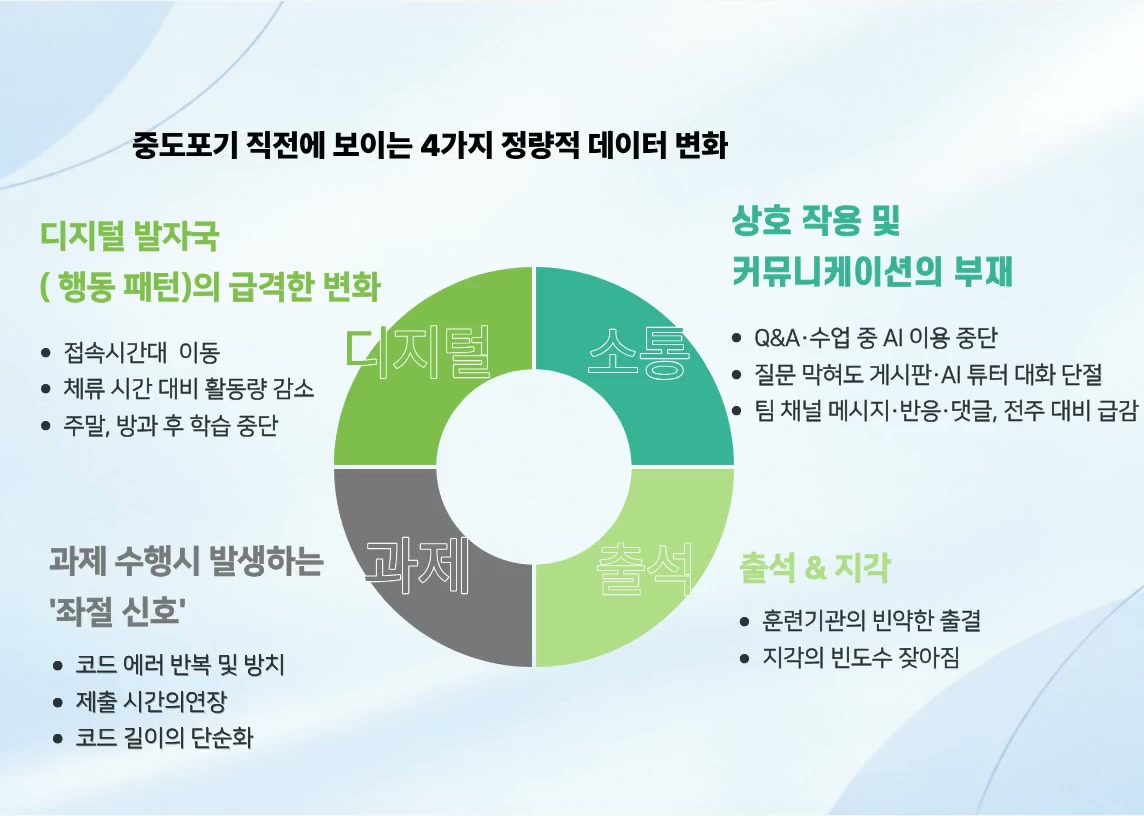 중도포기 직전에 보이는 4가지 정량적 데이터 변화
디지털 발자국
( 행동 패턴)의 급격한 변화
• 접속시간대 이동
• 체류 시간 대비 활동량 감소
• 주말, 방과 후 학습 중단
상호 작용 및
커뮤니케이션의 부재
• Q&A·수업 중 AI 이용 중단
• 질문 막혀도 게시판·AI 튜터 대화 단절
• 팀 채널 메시지·반응·댓글, 전주 대비 급감
디지털
소통
과제
출석
과제 수행시 발생하는
'좌절 신호'
• 코드 에러 반복 및 방치
• 제출 시간의연장
• 코드 길이의 단순화
출석 & 지각
• 훈련기관의 빈약한 출결
• 지각의 빈도수 잦아짐